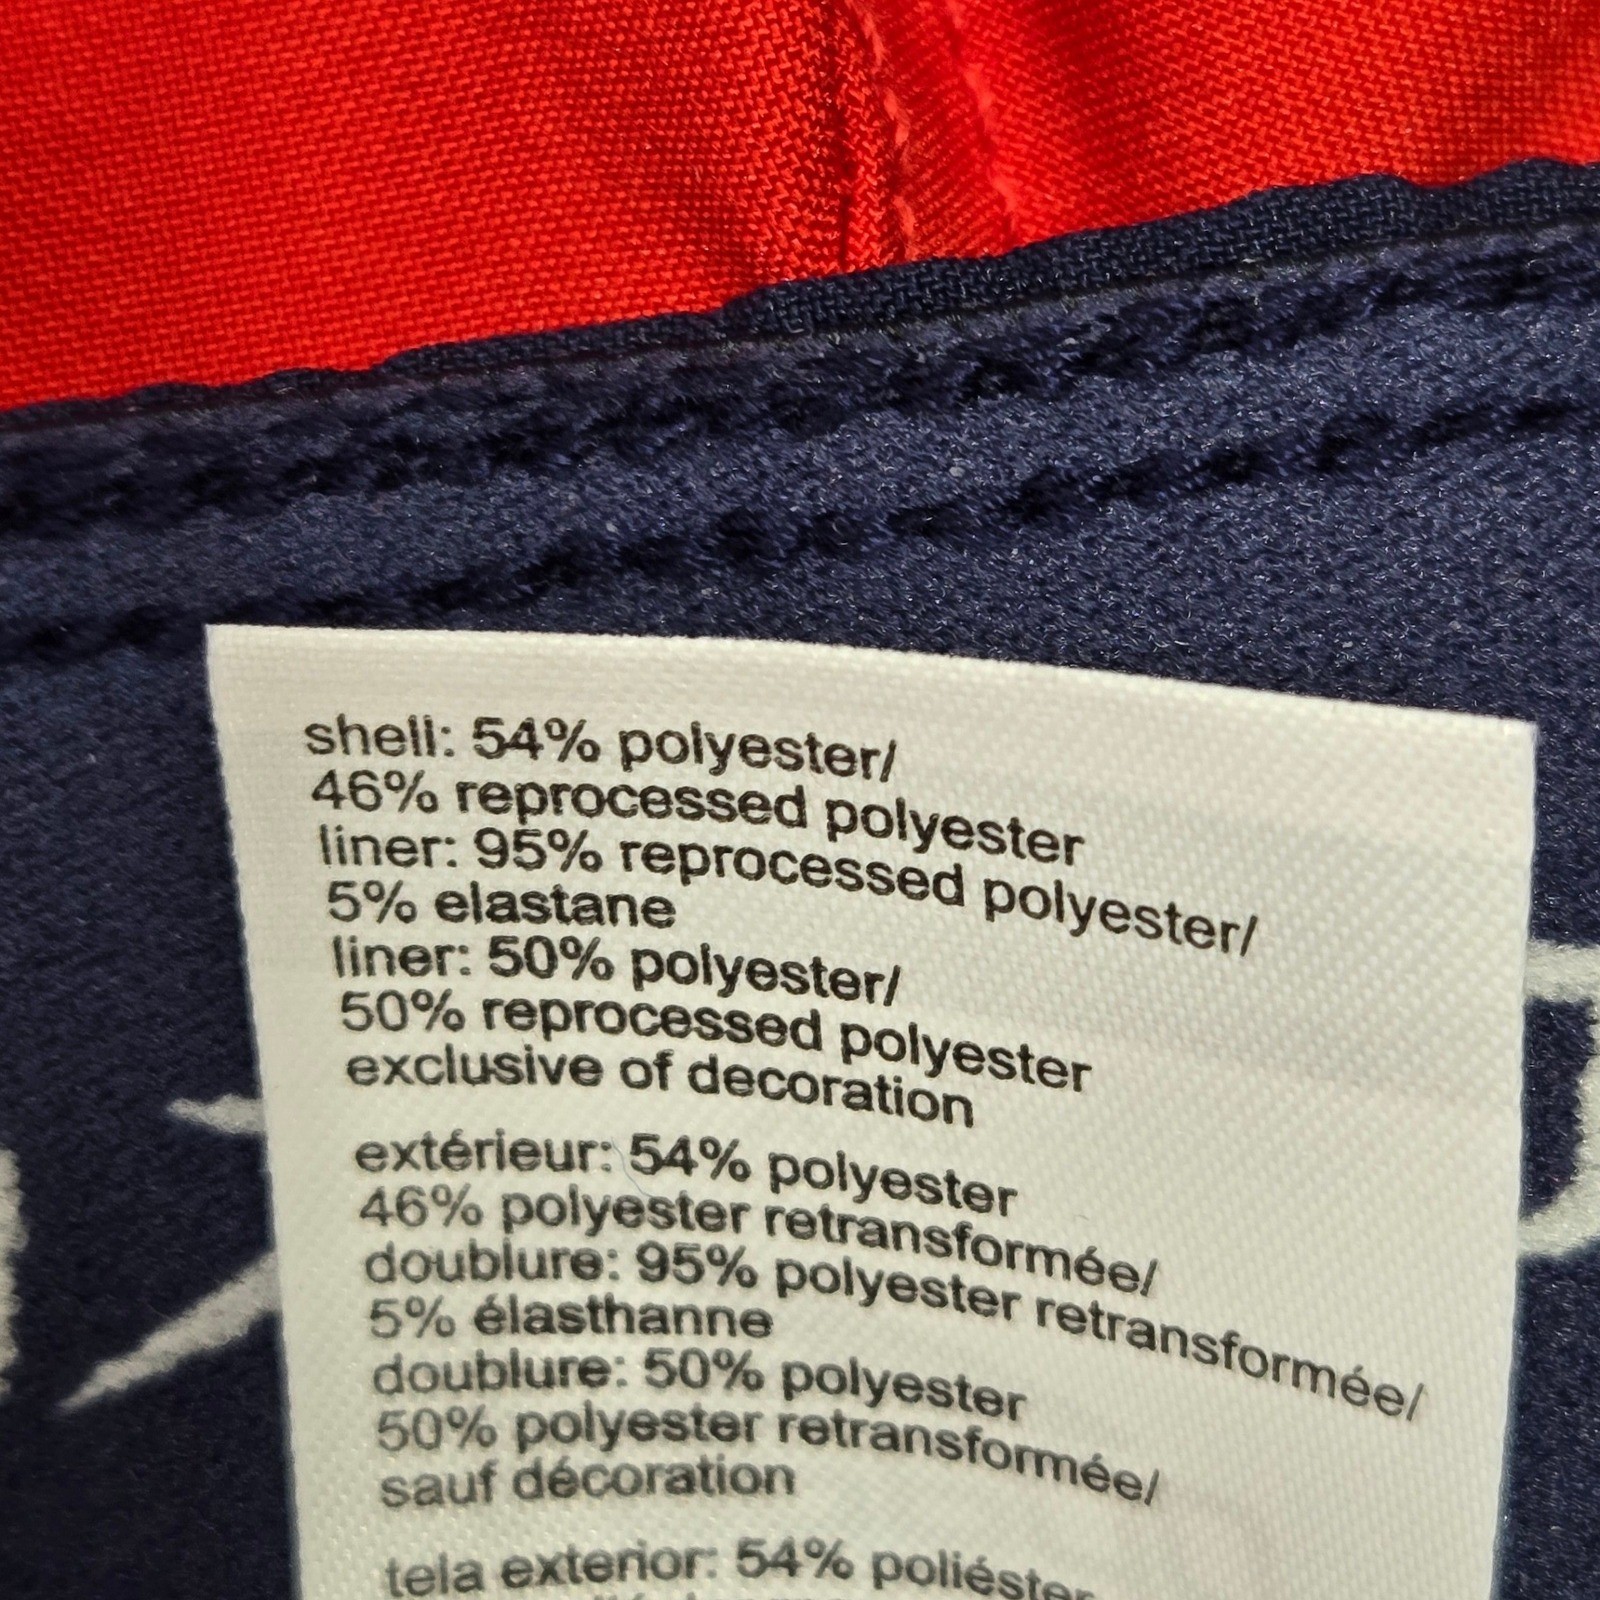 shell: 54% polyester/
46% reprocessed polyester
liner: 95% reprocessed polyester/
5% elastane
liner: 50% polyester/
50% reprocessed polyester
exclusive of decoration
extérieur: 54% polyester
46% polyester retransformée/
doublure: 95% polyester retransformée/
5% élasthanne
doublure: 50% polyester
50% polyester retransformée/
sauf décoration
tela exterior: 54% poliéster